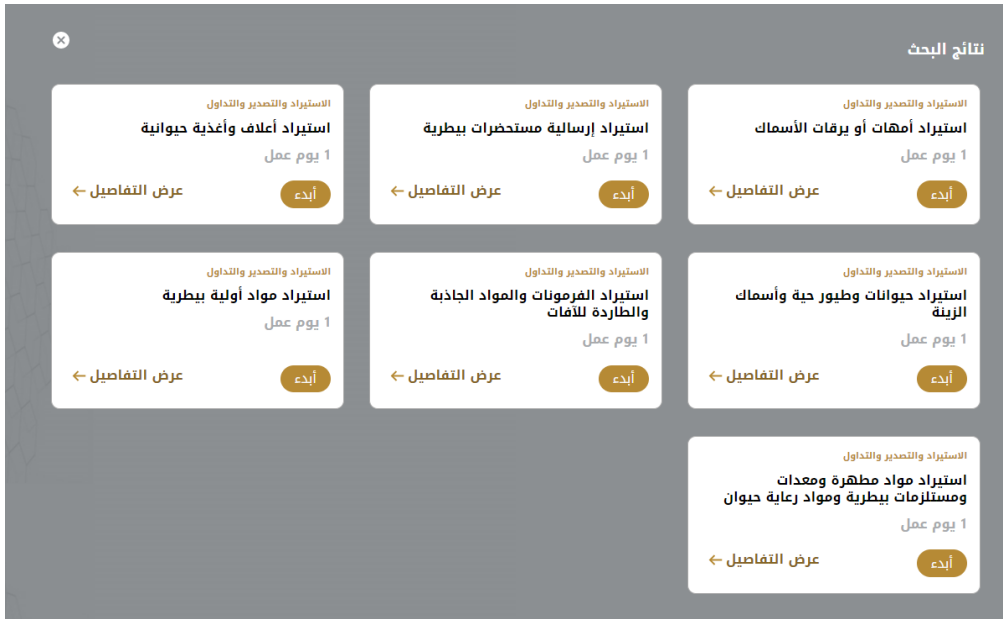 نتائج البحث
الاستيراد والتصدير والتداول
استيراد أمهات أو يرقات الأسماك
1 يوم عمل
أبدء
عرض التفاصيل
الاستيراد والتصدير والتداول
استيراد إرسالية مستحضرات بيطرية
1 يوم عمل
أبدء
عرض التفاصيل
الاستيراد والتصدير والتداول
استيراد أعلاف وأغذية حيوانية
1 يوم عمل
أبدء
عرض التفاصيل
الاستيراد والتصدير والتداول
استيراد حيوانات وطيور حية وأسماك
الزينة
1 يوم عمل
أبدء
عرض التفاصيل
الاستيراد والتصدير والتداول
استيراد الفرمونات والمواد الجاذبة
والطاردة للآفات
1 يوم عمل
أبدء
عرض التفاصيل
الاستيراد والتصدير والتداول
استيراد مواد أولية بيطرية
1 يوم عمل
أبدء
عرض التفاصيل
الاستيراد والتصدير والتداول
استيراد مواد مطهرة ومعدات
ومستلزمات بيطرية ومواد رعاية حيوان
1 يوم عمل
أبدء
عرض التفاصيل